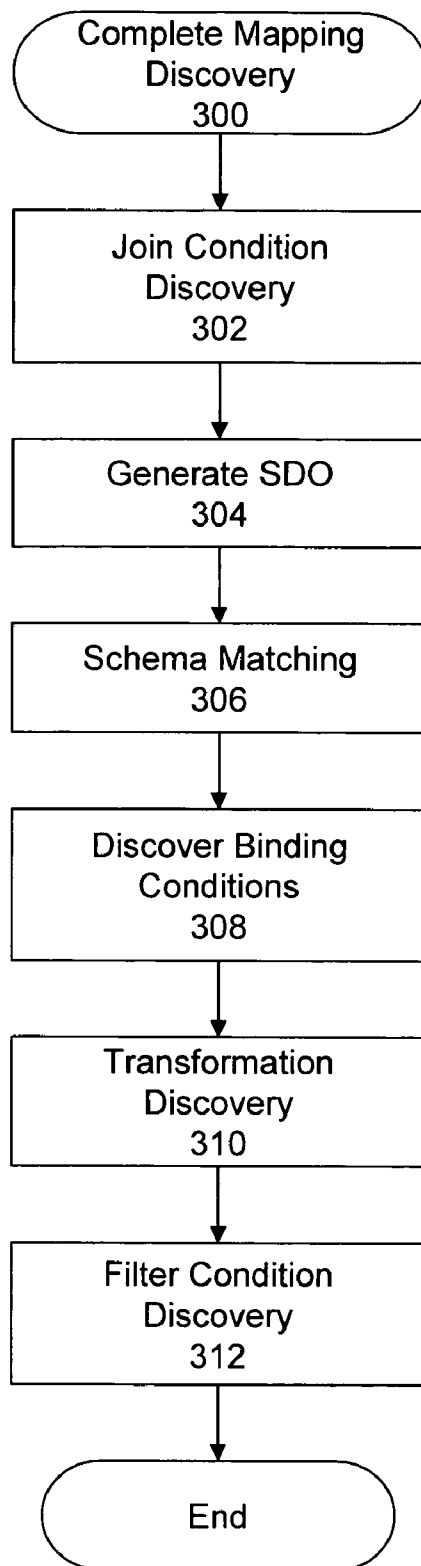 Complete Mapping
Discovery
300
Join Condition
Discovery
302
Generate SDO
304
Schema Matching
306
Discover Binding
Conditions
308
Transformation
Discovery
310
Filter Condition
Discovery
312
End